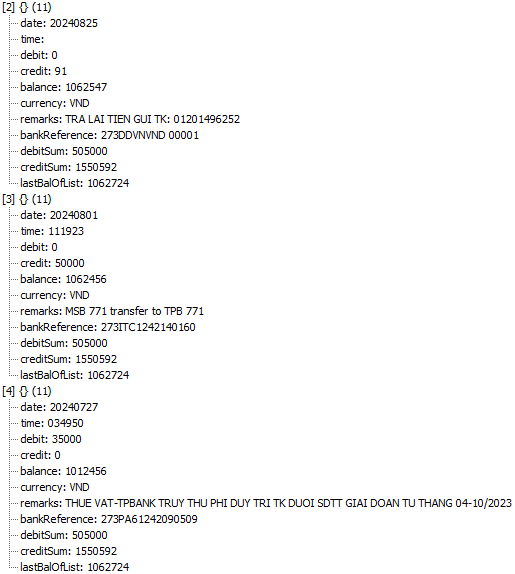 [2] {} (11)
date: 20240825
time:
debit: 0
credit: 91
balance: 1062547
currency: VND
remarks: TRA LAI TIEN GUI TK: 01201496252
bankReference: 273DDVNVND 00001
debitSum: 505000
creditSum: 1550592
lastBalOfList: 1062724
[3] {} (11)
date: 20240801
time: 111923
debit: 0
credit: 50000
balance: 1062456
currency: VND
remarks: MSB 771 transfer to TPB 771
bankReference: 273ITC1242140160
debitSum: 505000
creditSum: 1550592
lastBalOfList: 1062724
[4] {} (11)
date: 20240727
time: 034950
debit: 35000
credit: 0
balance: 1012456
currency: VND
remarks: THUE VAT-TPBANK TRUY THU PHI DUY TRI TK DUOI SDTT GIAI DOAN TU THANG 04-10/2023
bankReference: 273PA61242090509
debitSum: 505000
creditSum: 1550592
lastBalOfList: 1062724